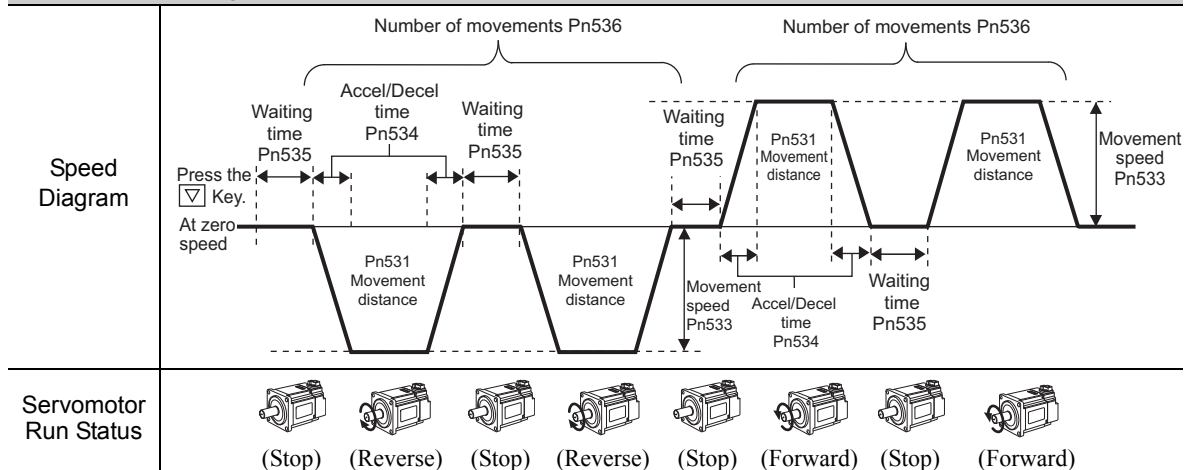 Speed
Diagram
Number of movements Pn536
Number of movements Pn536
Waiting
time
Pn535
Accel/Decel
time
Pn534
Waiting
time
Pn535
Waiting
time
Pn535
Pn531
Movement
distance
Pn531
Movement
distance
Movement
speed
Pn533
Press the
▽ Key.
At zero
speed
Pn531
Movement
distance
Pn531
Movement
distance
Movement
speed
Pn533
Accel/Decel
time
Pn534
Waiting
time
Pn535
Servomotor
Run Status
(Stop) (Reverse) (Stop) (Reverse) (Stop) (Forward) (Stop) (Forward)